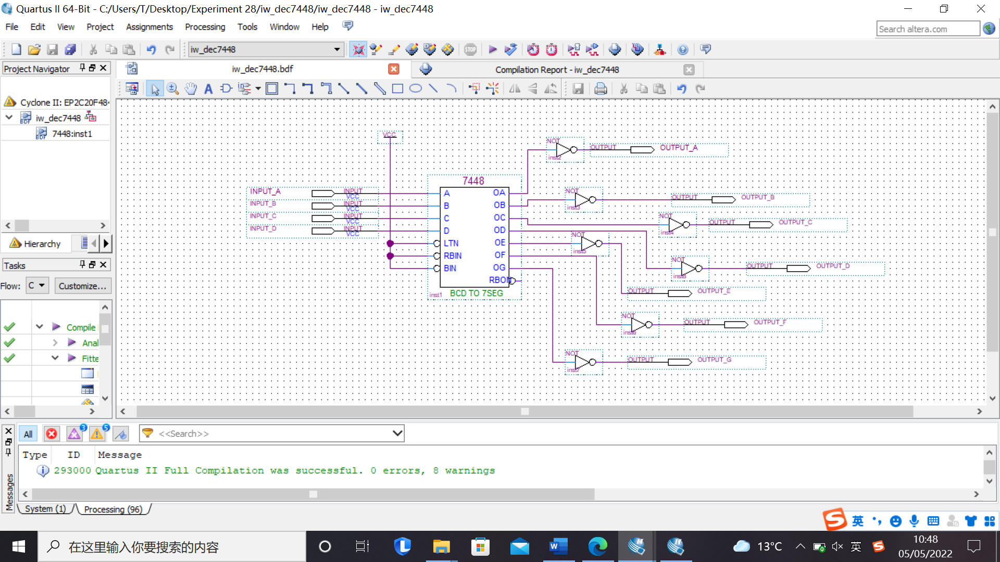 Quartus II 64-Bit - C:/Users/T/Desktop/Experiment 28/iw_dec7448/iw_dec7448 - iw_dec7448
File Edit View Project Assignments Processing Tools Window Help
Search altera.com
iw_dec7448
STOP
Project Navigator
iw_dec7448.bdf
Compilation Report - iw_dec7448
Cyclone II: EP2C20F484
iw_dec7448
7448:inst1
Hierarchy
Tasks
Flow: C Customize...
Compile
Anal
Fitte
VCC
INPUT_A INPUT VCC
INPUT_B INPUT VCC
INPUT_C INPUT VCC
INPUT_D INPUT VCC
7448
A OA
B OB
C OC
D OD
LTN OE
RBIN OF
BIN OG
RBON
inst1 BCD TO 7SEG
NOT inst2 OUTPUT OUTPUT_A
NOT inst3 OUTPUT OUTPUT_B
NOT inst4 OUTPUT OUTPUT_C
NOT inst5
NOT OUTPUT OUTPUT_D
OUTPUT OUTPUT_E
NOT OUTPUT OUTPUT_F
NOT inst7 OUTPUT OUTPUT_G
All 3 5 <<Search>>
Type ID Message
293000 Quartus II Full Compilation was successful. 0 errors, 8 warnings
Messages
System (1) Processing (96)
英
在这里输入你要搜索的内容
13°C
英
10:48
05/05/2022